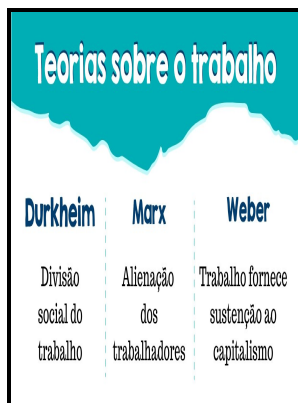 Teorias sobre o trabalho
Durkheim
Divisão
social do
trabalho
Marx
Alienação
dos
trabalhadores
Weber
Trabalho fornece
sustenção ao
capitalismo